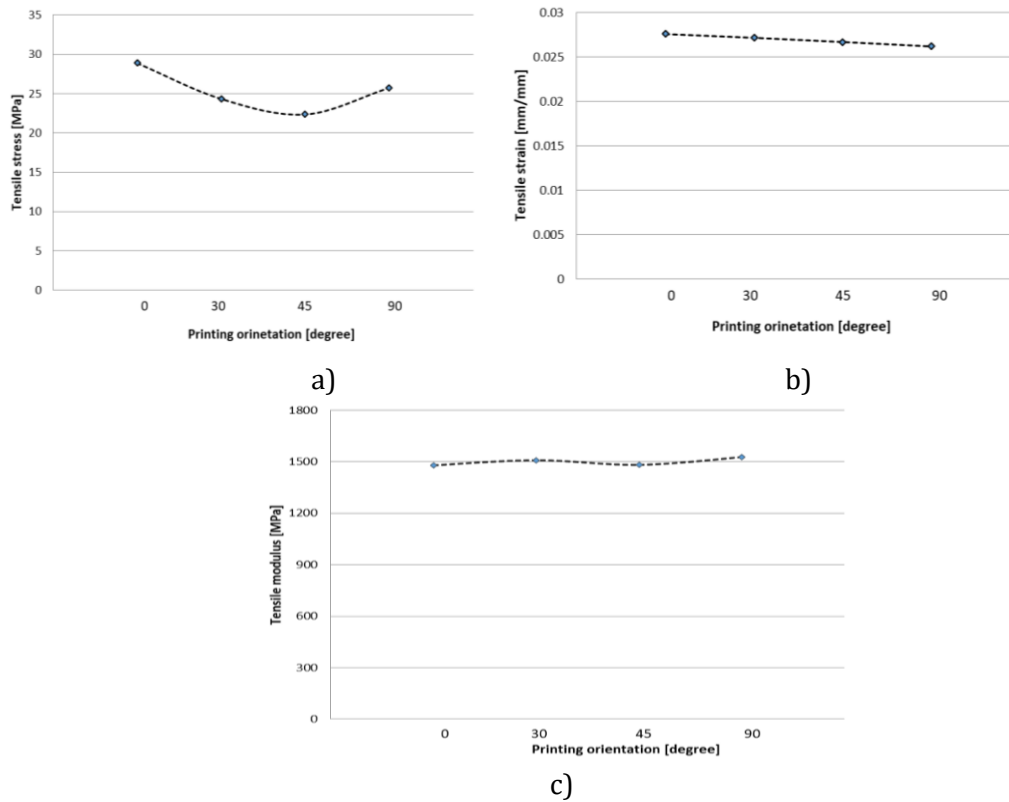 35
30
25
20
15
10
5
0
Tensile stress [MPa]
0 30 45 90
Printing orinetation [degree]
a)
0.03
0.025
0.02
0.015
0.01
0.005
0
Tensile strain [mm/mm]
0 30 45 90
Printing orinetation [degree]
b)
1800
1500
1200
900
600
300
0
Tensile modulus [MPa]
0 30 45 90
Printing orientation [degree]
c)